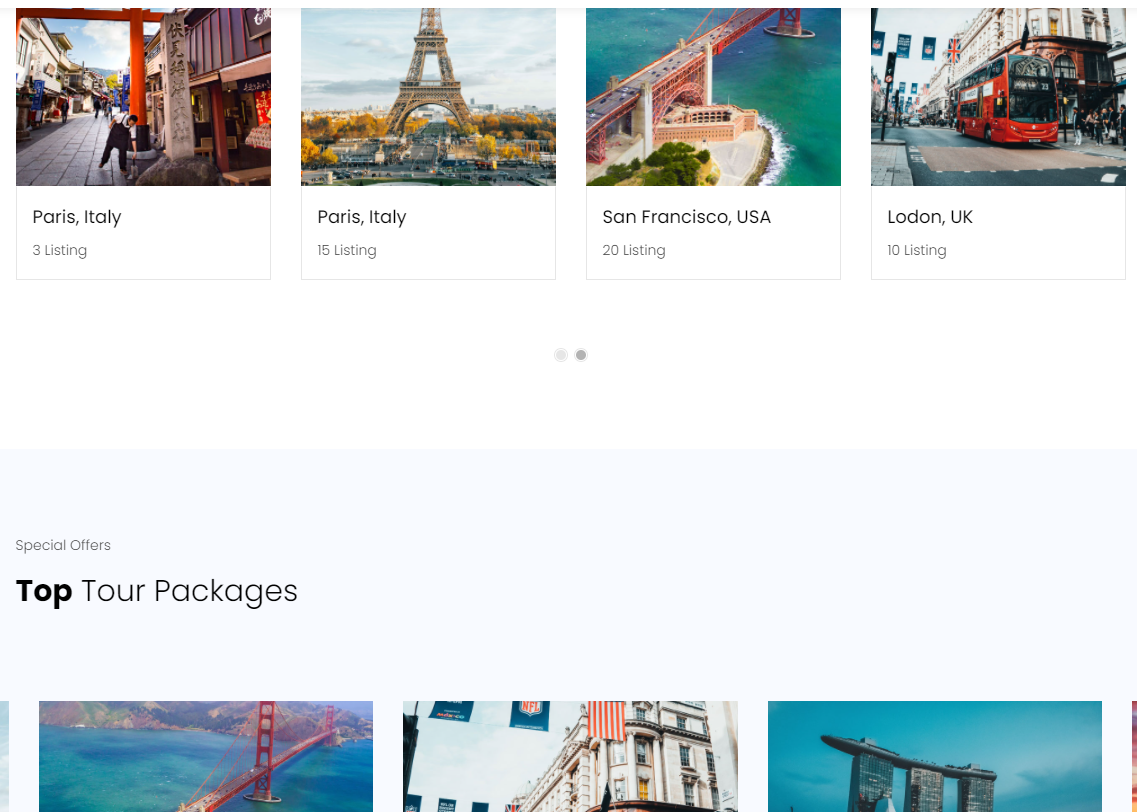 Paris, Italy
3 Listing
Paris, Italy
15 Listing
San Francisco, USA
20 Listing
Lodon, UK
10 Listing
Special Offers
Top Tour Packages
NFL